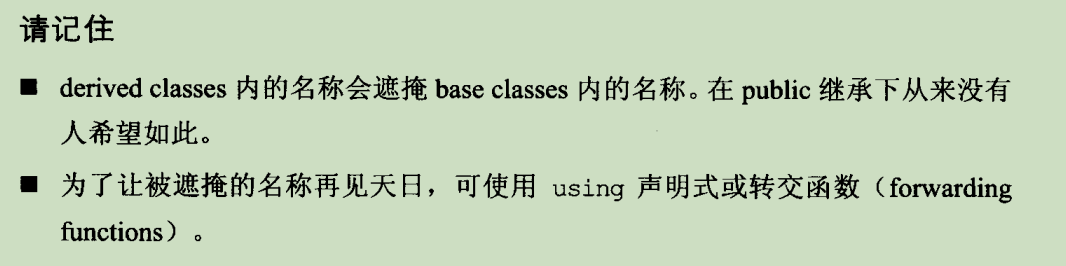 请记住
■ derived classes 内的名称会遮掩 base classes 内的名称。在 public 继承下从来没有
人希望如此。
■ 为了让被遮掩的名称再见天日，可使用 using 声明式或转交函数（forwarding
functions）。